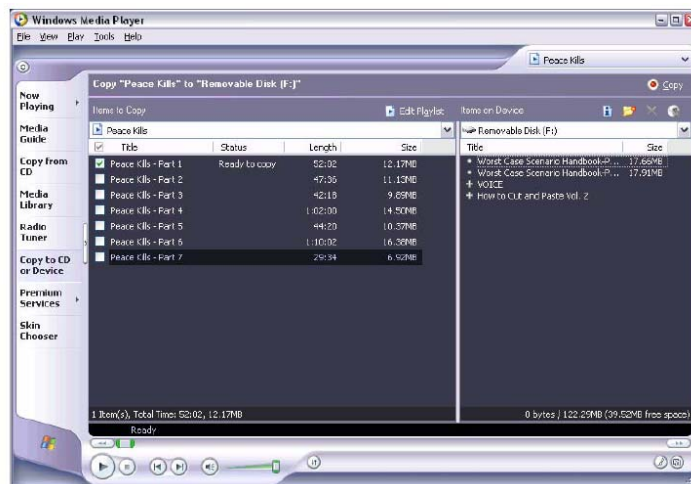 Windows Media Player
File View Play Tools Help
Peace Kills
Copy "Peace Kills" to "Removable Disk (F:)"
Copy
Items to Copy
Edit Playlist
Items on Device
Peace Kills
Removable Disk (F:)
Title Status Length Size
Title Size
Peace Kills - Part 1 Ready to copy 52:02 12.17MB
Peace Kills - Part 2 47:36 11.13MB
Peace Kills - Part 3 42:18 9.89MB
Peace Kills - Part 4 1:02:00 14.50MB
Peace Kills - Part 5 44:20 10.37MB
Peace Kills - Part 6 1:10:02 16.38MB
Peace Kills - Part 7 29:34 6.92MB
Worst Case Scenario Handbook-P... 17.66MB
Worst Case Scenario Handbook-P... 17.91MB
VOICE
How to Cut and Paste Vol. 2
Now
Playing
Media
Guide
Copy from
CD
Media
Library
Radio
Tuner
Copy to CD
or Device
Premium
Services
Skin
Chooser
1 Item(s), Total Time: 52:02, 12.17MB
0 bytes / 122.29MB (39.52MB free space)
Ready